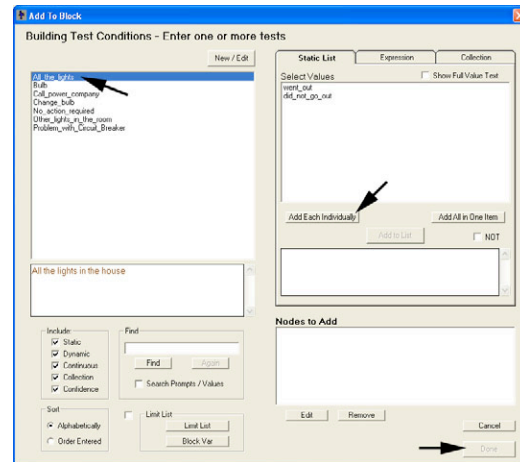 Add To Block
Building Test Conditions - Enter one or more tests
New / Edit
All_the_lights
Bulb
Call_power_company
Change_bulb
No_action_required
Other_lights_in_the_room
Problem_with_Circuit_Breaker
All the lights in the house
Include:
Static
Dynamic
Continuous
Collection
Confidence
Find
Find
Again
Search Prompts / Values
Sort
Alphabetically
Order Entered
Limit List
Limit List
Block Var
Static List
Expression
Collection
Select Values
Show Full Value Text
went_out
did_not_go_out
Add Each Individually
Add All in One Item
Add to List
NOT
Nodes to Add
Edit
Remove
Cancel
Done